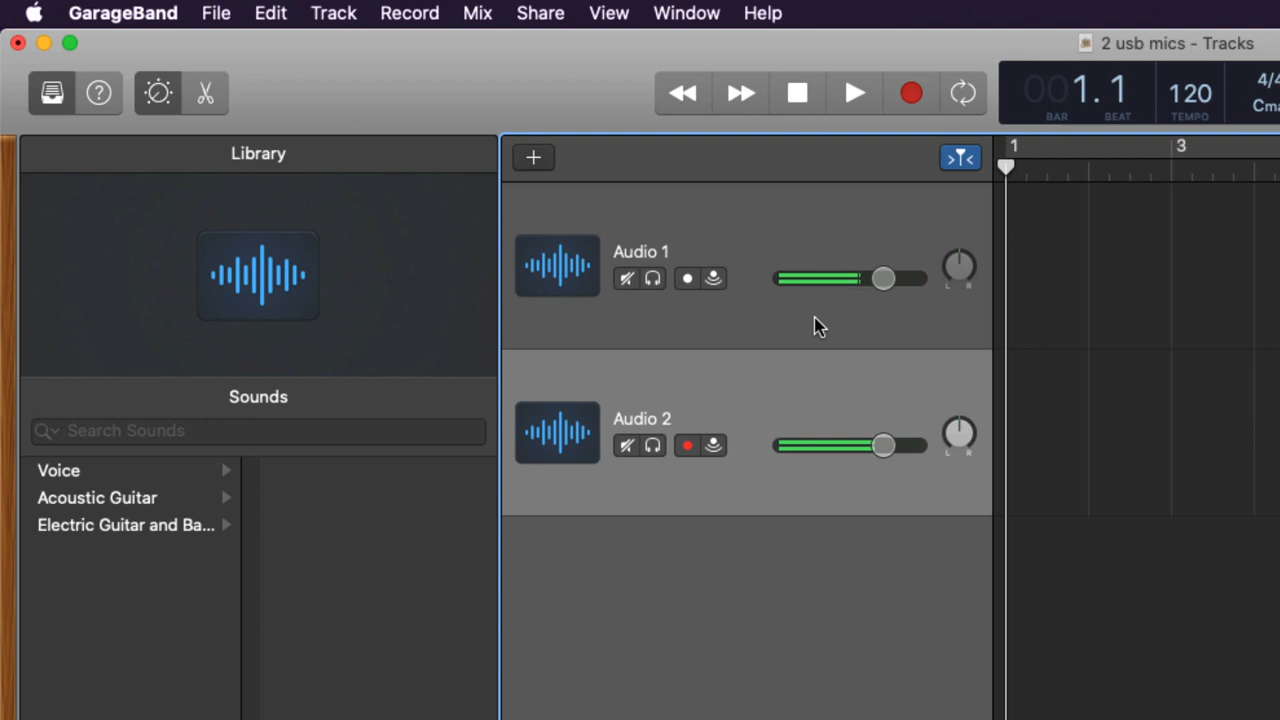 GarageBand File Edit Track Record Mix Share View Window Help
2 usb mics - Tracks
001. 1 120 4/4
BAR BEAT TEMPO Cma
Library
1 3
Audio 1
L R
Sounds
Search Sounds
Audio 2
L R
Voice
Acoustic Guitar
Electric Guitar and Ba...